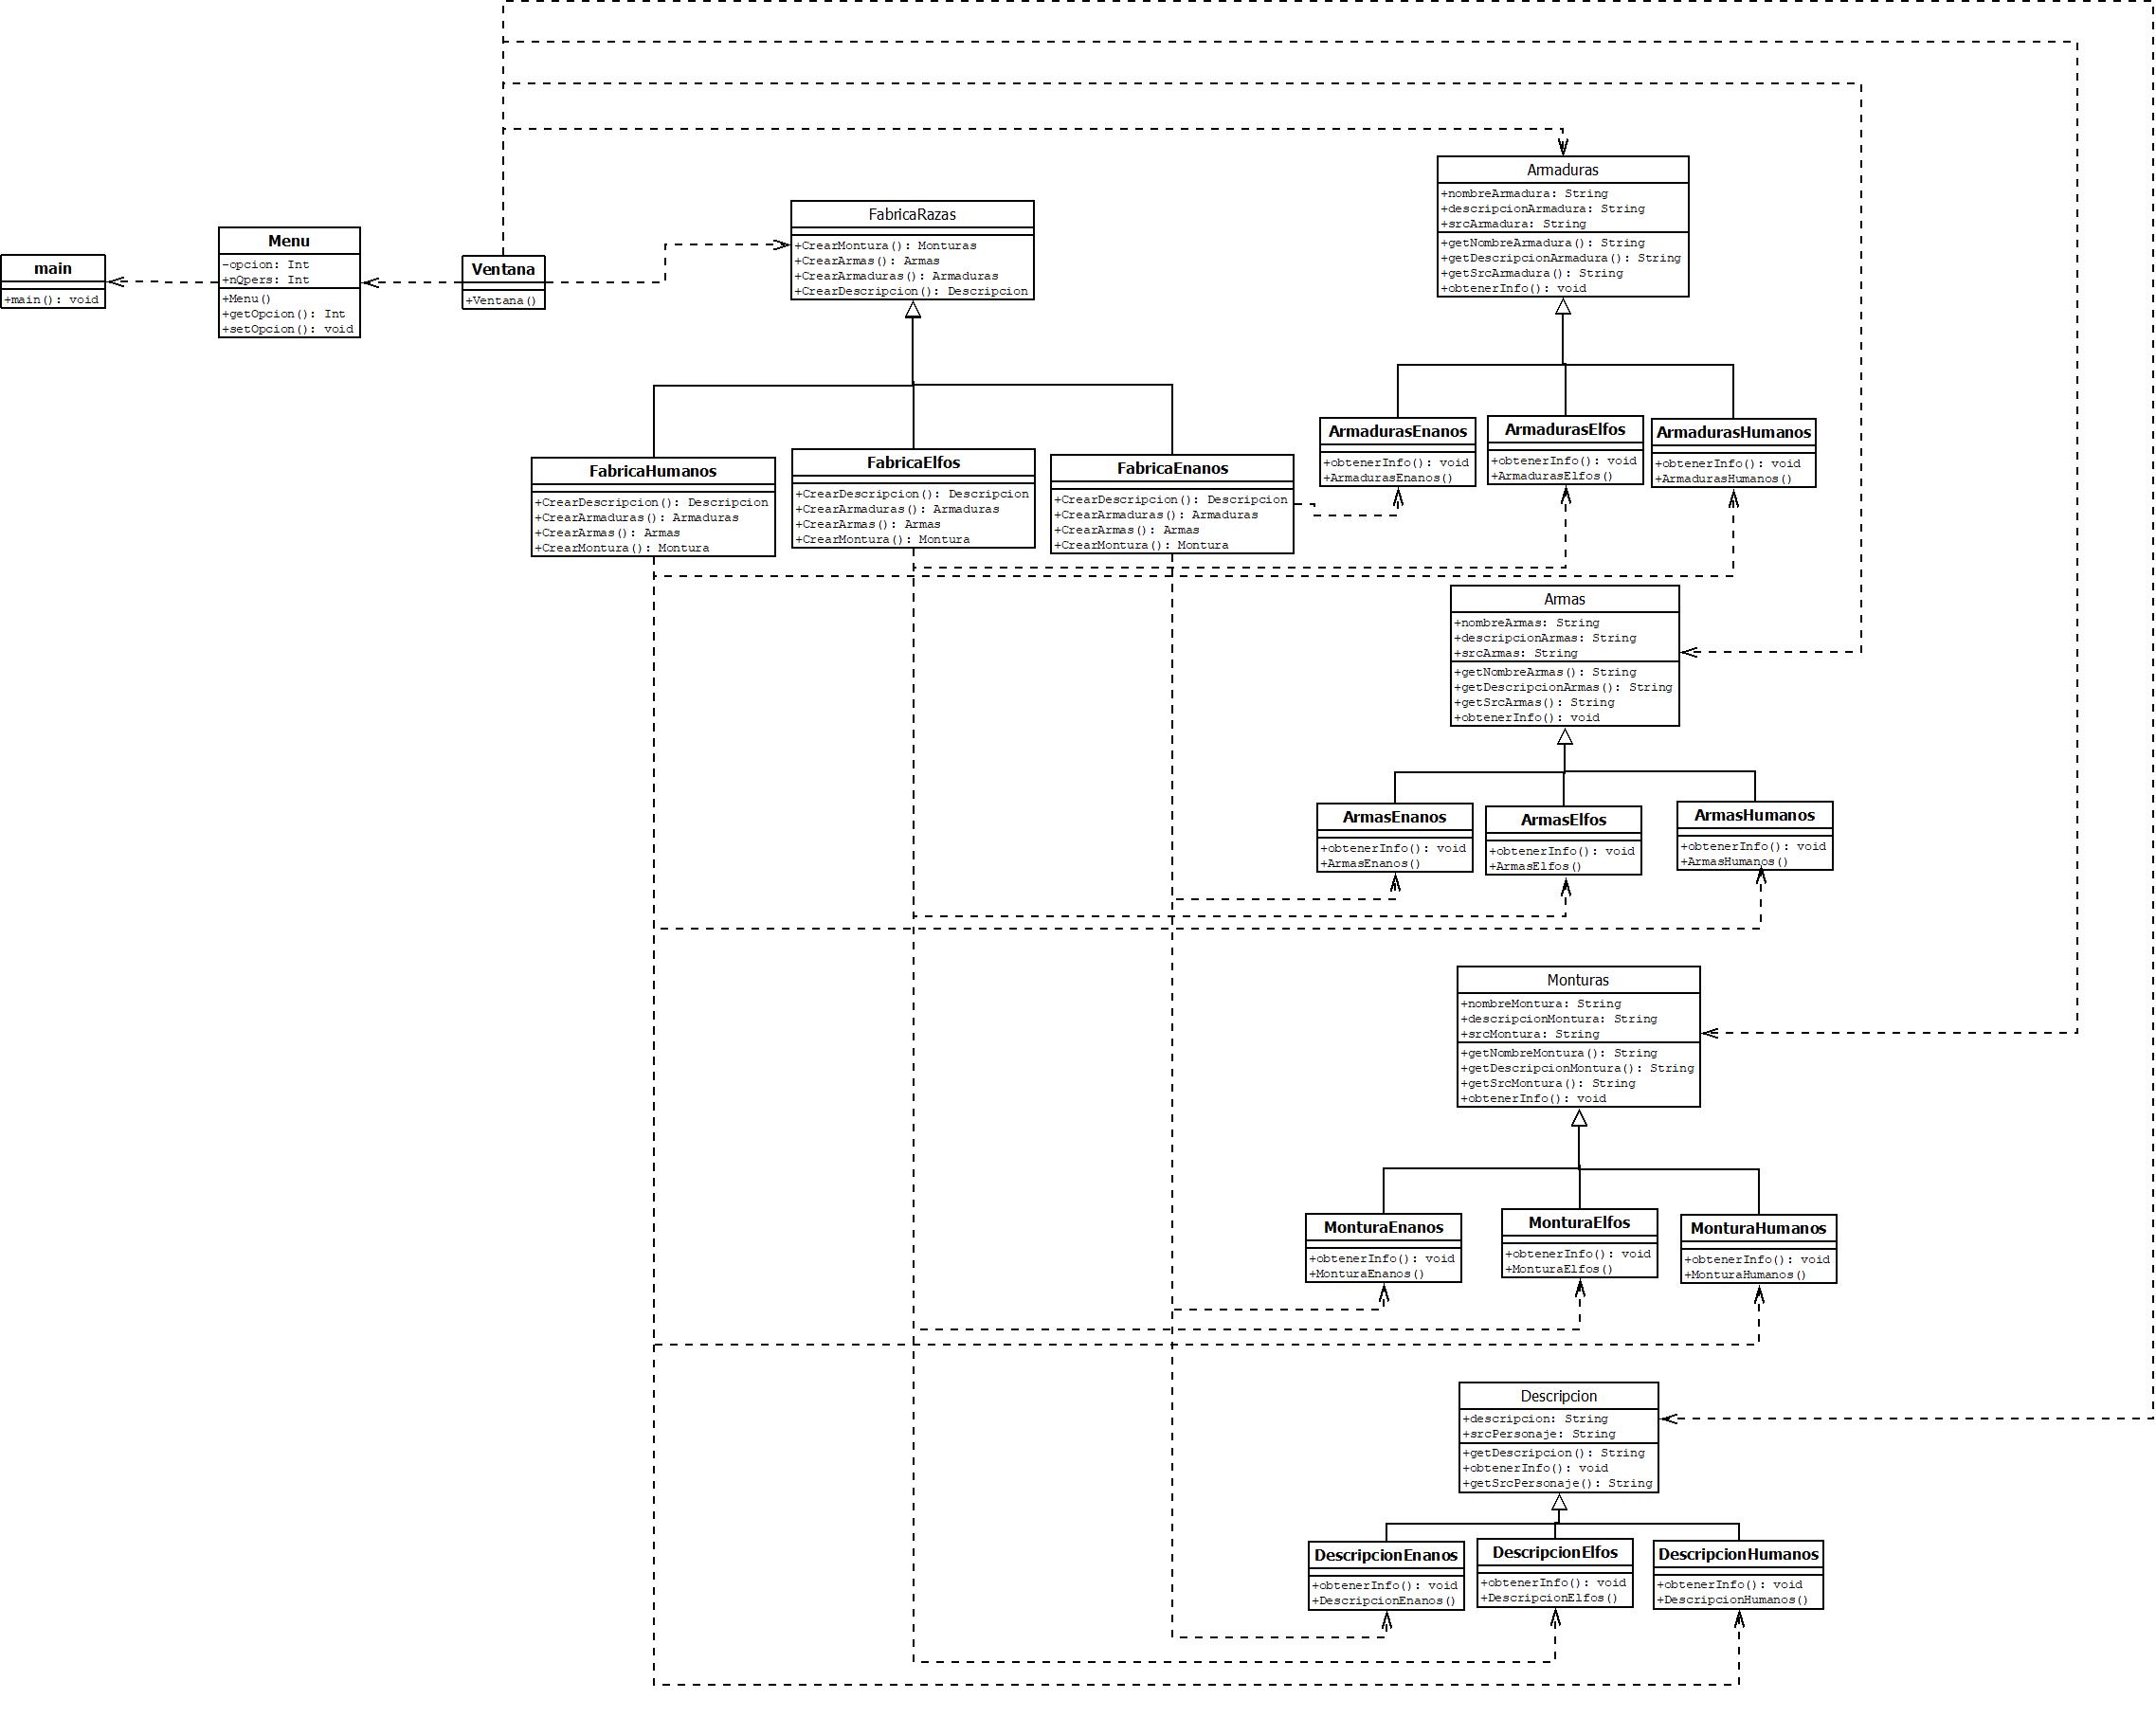 main
+main(): void
Menu
-opcion: Int
+nQpers: Int
+Menu()
+getOpcion(): Int
+setOpcion(): void
Ventana
+Ventana()
FabricaRazas
+CrearMontura(): Monturas
+CrearArmas(): Armas
+CrearArmaduras(): Armaduras
+CrearDescripcion(): Descripcion
FabricaHumanos
+CrearDescripcion(): Descripcion
+CrearArmaduras(): Armaduras
+CrearArmas(): Armas
+CrearMontura(): Montura
FabricaElfos
+CrearDescripcion(): Descripcion
+CrearArmaduras(): Armaduras
+CrearArmas(): Armas
+CrearMontura(): Montura
FabricaEnanos
+CrearDescripcion(): Descripcion
+CrearArmaduras(): Armaduras
+CrearArmas(): Armas
+CrearMontura(): Montura
Armaduras
+nombreArmadura: String
+descripcionArmadura: String
+srcArmadura: String
+getNombreArmadura(): String
+getDescripcionArmadura(): String
+getSrcArmadura(): String
+obtenerInfo(): void
ArmadurasEnanos
+obtenerInfo(): void
+ArmadurasEnanos()
ArmadurasElfos
+obtenerInfo(): void
+ArmadurasElfos()
ArmadurasHumanos
+obtenerInfo(): void
+ArmadurasHumanos()
Armas
+nombreArmas: String
+descripcionArmas: String
+srcArmas: String
+getNombreArmas(): String
+getDescripcionArmas(): String
+getSrcArmas(): String
+obtenerInfo(): void
ArmasEnanos
+obtenerInfo(): void
+ArmasEnanos()
ArmasElfos
+obtenerInfo(): void
+ArmasElfos()
ArmasHumanos
+obtenerInfo(): void
+ArmasHumanos()
Monturas
+nombreMontura: String
+descripcionMontura: String
+srcMontura: String
+getNombreMontura(): String
+getDescripcionMontura(): String
+getSrcMontura(): String
+obtenerInfo(): void
MonturaEnanos
+obtenerInfo(): void
+MonturaEnanos()
MonturaElfos
+obtenerInfo(): void
+MonturaElfos()
MonturaHumanos
+obtenerInfo(): void
+MonturaHumanos()
Descripcion
+descripcion: String
+srcPersonaje: String
+getDescripcion(): String
+obtenerInfo(): void
+getSrcPersonaje(): String
DescripcionEnanos
+obtenerInfo(): void
+DescripcionEnanos()
DescripcionElfos
+obtenerInfo(): void
+DescripcionElfos()
DescripcionHumanos
+obtenerInfo(): void
+DescripcionHumanos()